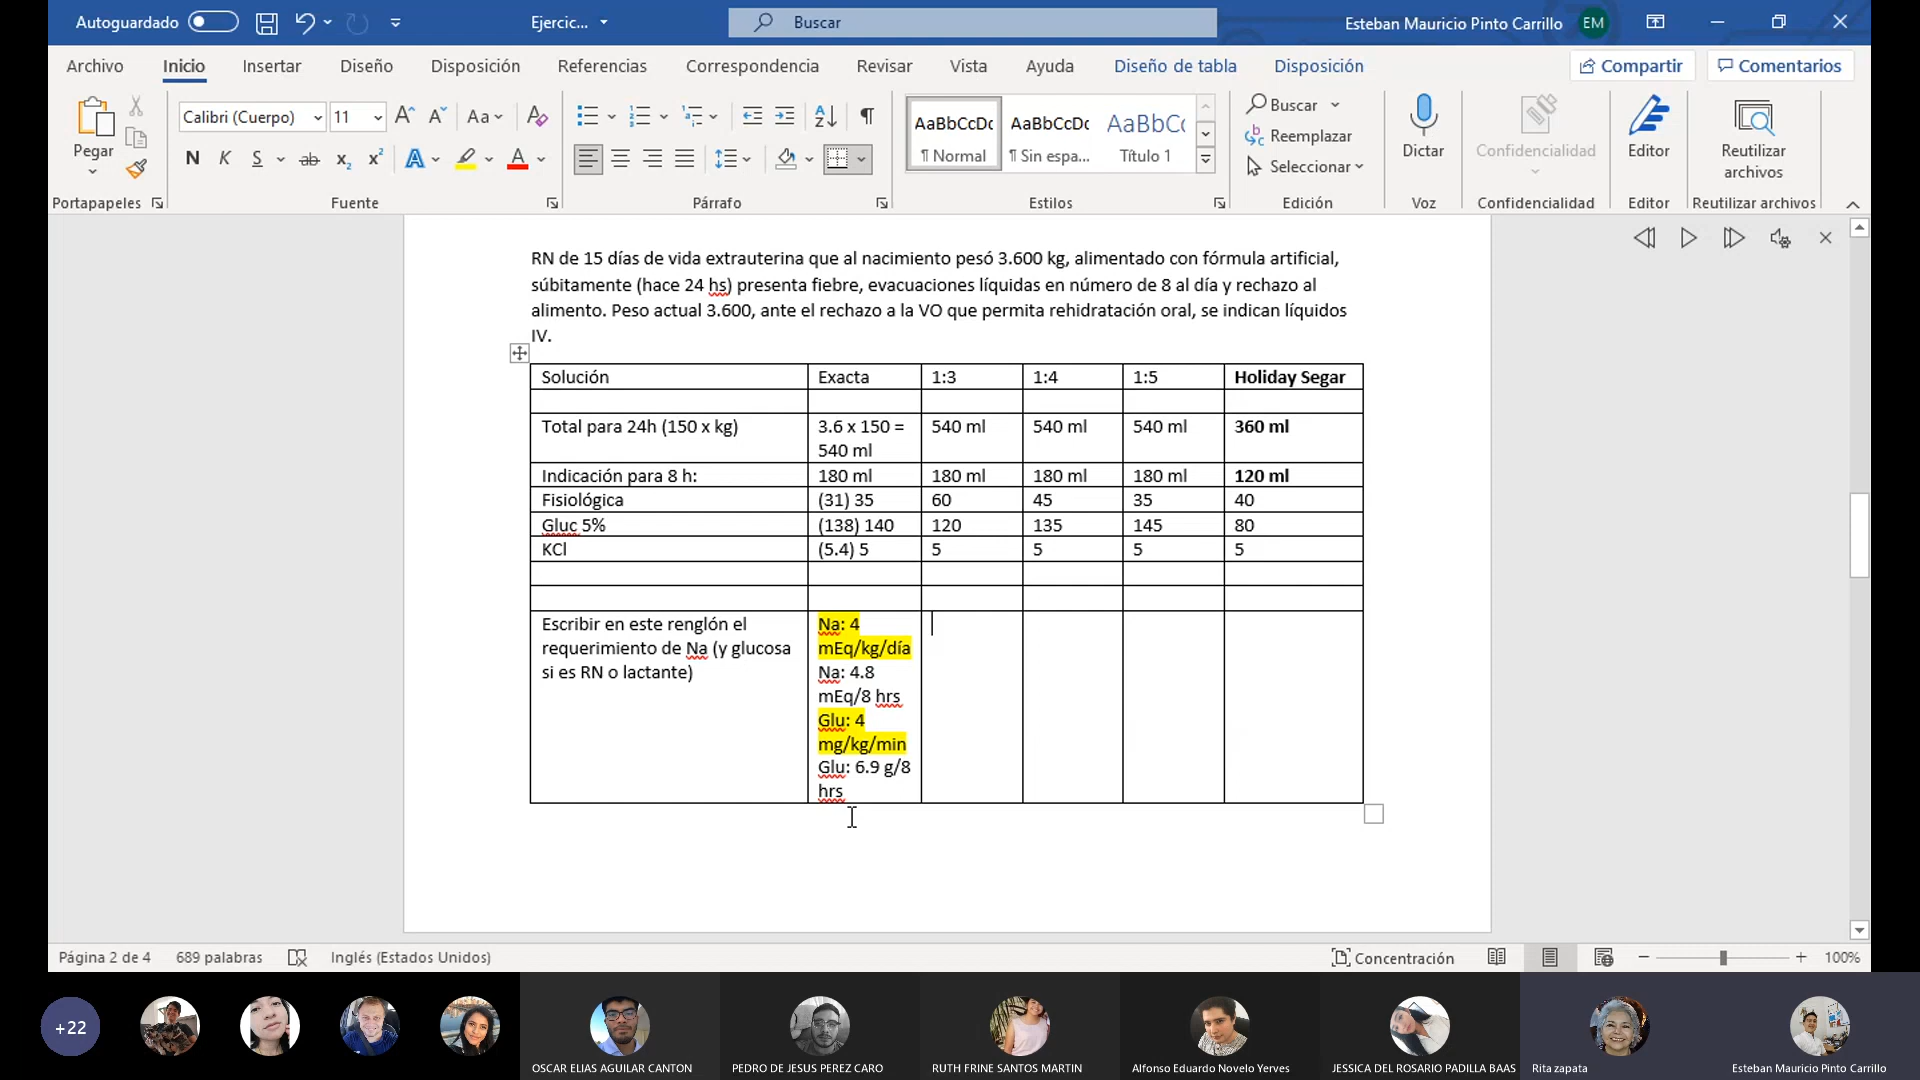 Autoguardado
Ejercic...
Buscar
Esteban Mauricio Pinto Carrillo
EM
Archivo
Inicio
Insertar
Diseño
Disposición
Referencias
Correspondencia
Revisar
Vista
Ayuda
Diseño de tabla
Disposición
Compartir
Comentarios
Pegar
Calibri (Cuerpo)
11
Aa
N K S ab x₂ x² A A
AaBbCcDc
¶ Normal
AaBbCcDc
¶ Sin espa...
AaBbCc
Título 1
Buscar
Reemplazar
Seleccionar
Dictar
Confidencialidad
Editor
Reutilizar
archivos
Portapapeles
Fuente
Párrafo
Estilos
Edición
Voz
Confidencialidad
Editor
Reutilizar archivos
RN de 15 días de vida extrauterina que al nacimiento pesó 3.600 kg, alimentado con fórmula artificial,
súbitamente (hace 24 hs) presenta fiebre, evacuaciones líquidas en número de 8 al día y rechazo al
alimento. Peso actual 3.600, ante el rechazo a la VO que permita rehidratación oral, se indican líquidos
IV.
Solución Exacta 1:3 1:4 1:5 Holiday Segar
Total para 24h (150 x kg) 3.6 x 150 = 540 ml 540 ml 540 ml 540 ml 360 ml
Indicación para 8 h: 180 ml 180 ml 180 ml 180 ml 120 ml
Fisiológica (31) 35 60 45 35 40
Gluc 5% (138) 140 120 135 145 80
KCl (5.4) 5 5 5 5 5
Escribir en este renglón el
requerimiento de Na (y glucosa
si es RN o lactante)
Na: 4
mEq/kg/día
Na: 4.8
mEq/8 hrs
Glu: 4
mg/kg/min
Glu: 6.9 g/8
hrs
Página 2 de 4
689 palabras
Inglés (Estados Unidos)
Concentración
100%
+22
OSCAR ELIAS AGUILAR CANTON
PEDRO DE JESUS PEREZ CARO
RUTH FRINE SANTOS MARTIN
Alfonso Eduardo Novelo Yerves
JESSICA DEL ROSARIO PADILLA BAAS
Rita zapata
Esteban Mauricio Pinto Carrillo